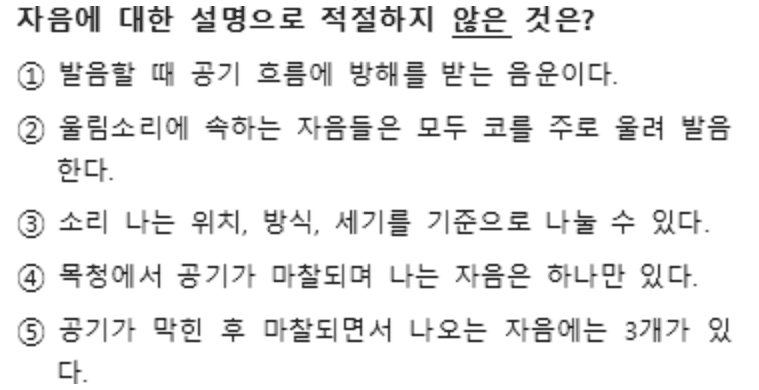 자음에 대한 설명으로 적절하지 않은 것은?
① 발음할 때 공기 흐름에 방해를 받는 음운이다.
② 울림소리에 속하는 자음들은 모두 코를 주로 울려 발음
한다.
③ 소리 나는 위치, 방식, 세기를 기준으로 나눌 수 있다.
④ 목청에서 공기가 마찰되며 나는 자음은 하나만 있다.
⑤ 공기가 막힌 후 마찰되면서 나오는 자음에는 3개가 있
다.